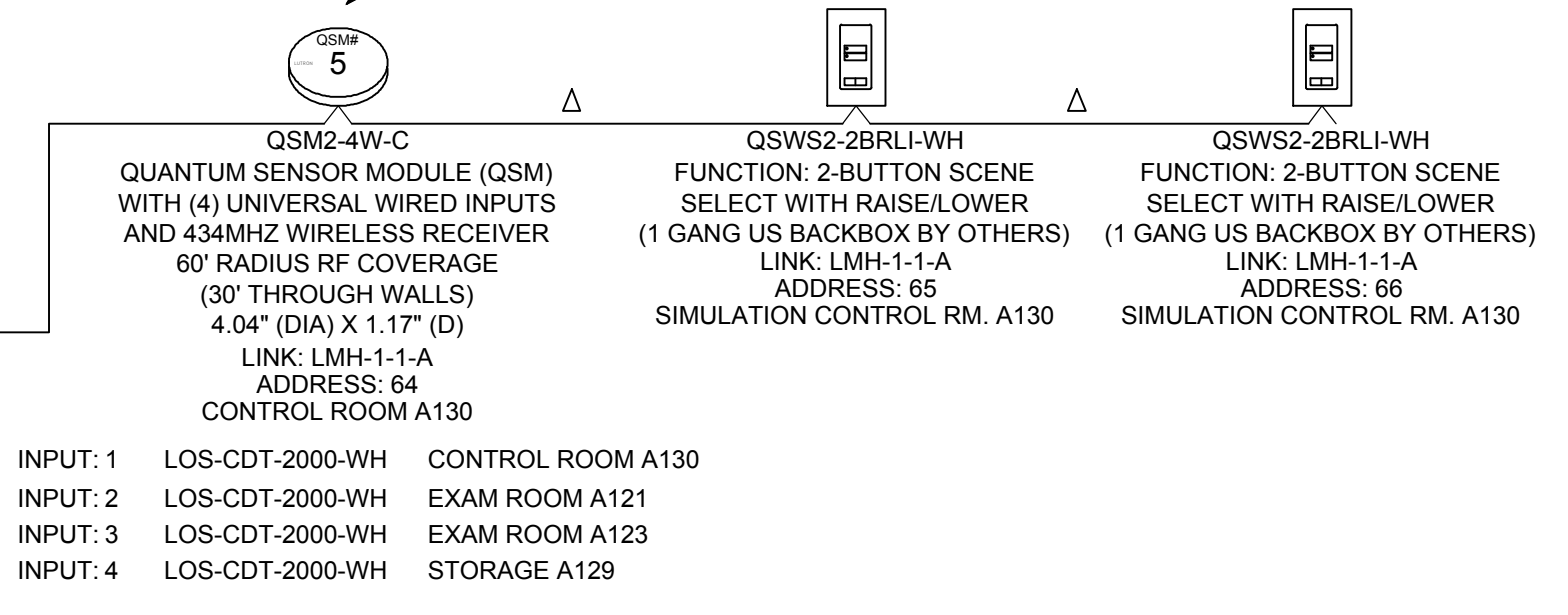 QSM#
LUTRON
5
QSM2-4W-C
QUANTUM SENSOR MODULE (QSM)
WITH (4) UNIVERSAL WIRED INPUTS
AND 434MHZ WIRELESS RECEIVER
60' RADIUS RF COVERAGE
(30' THROUGH WALLS)
4.04" (DIA) X 1.17" (D)
LINK: LMH-1-1-A
ADDRESS: 64
CONTROL ROOM A130
QSWS2-2BRLI-WH
FUNCTION: 2-BUTTON SCENE
SELECT WITH RAISE/LOWER
(1 GANG US BACKBOX BY OTHERS)
LINK: LMH-1-1-A
ADDRESS: 65
SIMULATION CONTROL RM. A130
QSWS2-2BRLI-WH
FUNCTION: 2-BUTTON SCENE
SELECT WITH RAISE/LOWER
(1 GANG US BACKBOX BY OTHERS)
LINK: LMH-1-1-A
ADDRESS: 66
SIMULATION CONTROL RM. A130
INPUT: 1 LOS-CDT-2000-WH CONTROL ROOM A130
INPUT: 2 LOS-CDT-2000-WH EXAM ROOM A121
INPUT: 3 LOS-CDT-2000-WH EXAM ROOM A123
INPUT: 4 LOS-CDT-2000-WH STORAGE A129